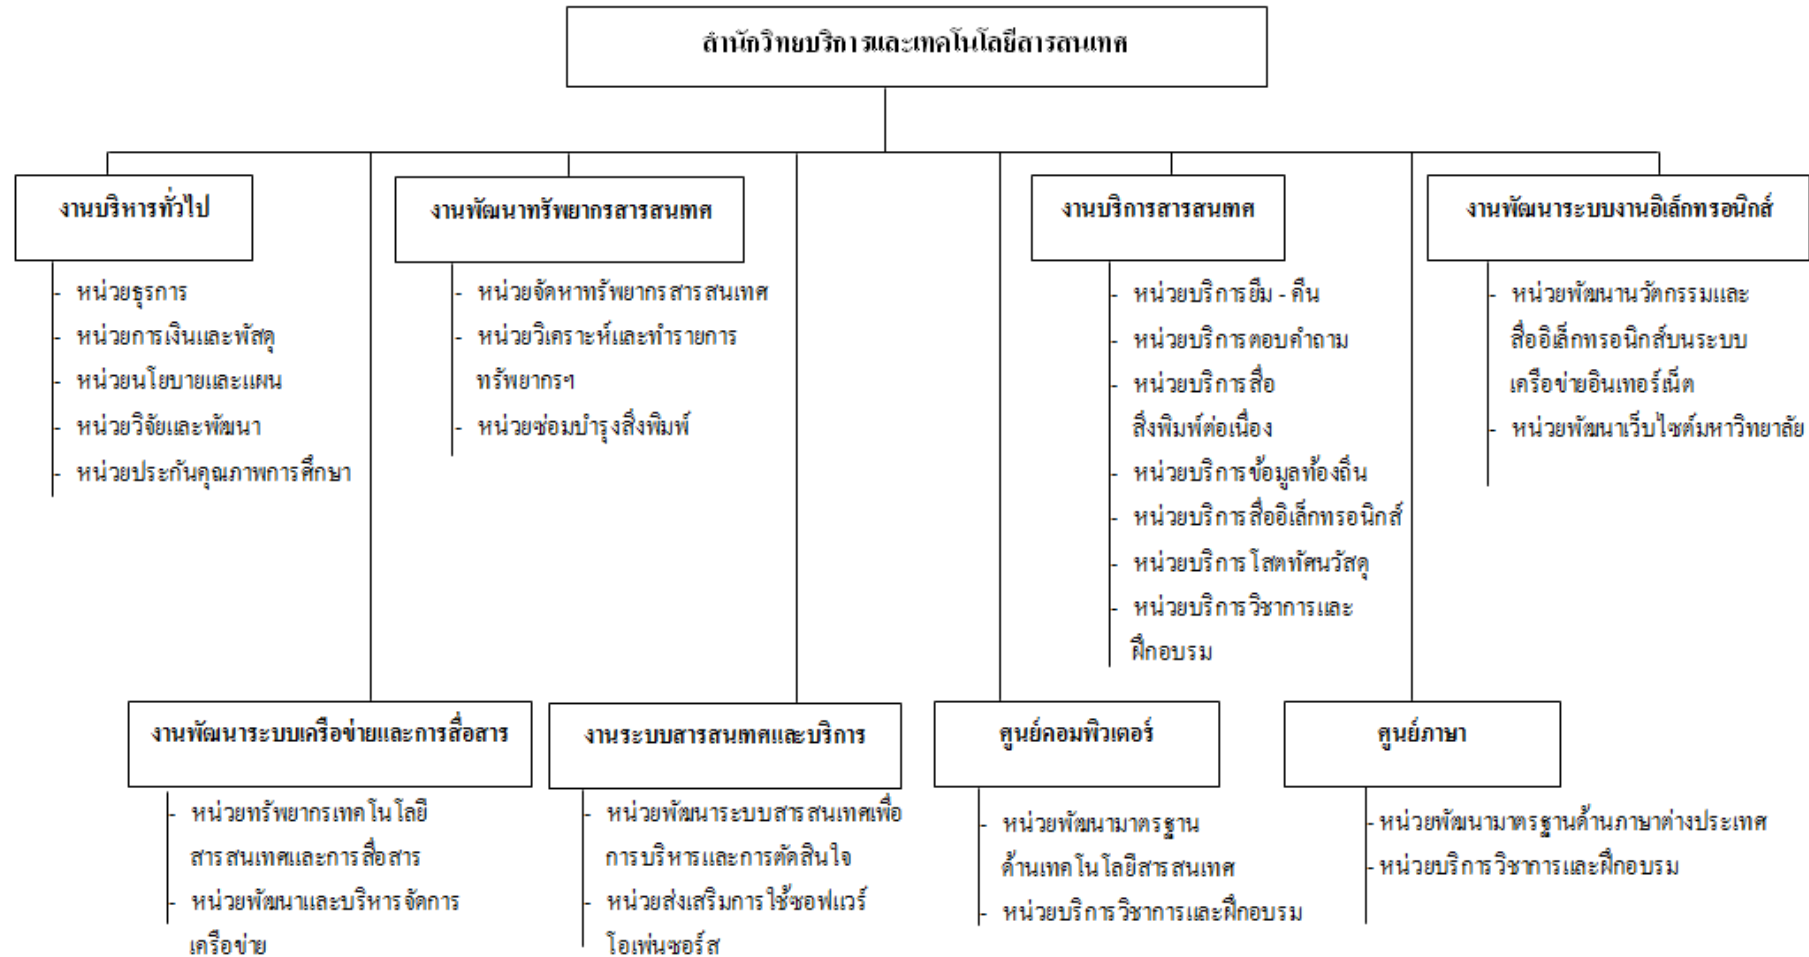 สำนักวิทยบริการและเทคโนโลยีสารสนเทศ
งานบริหารทั่วไป
- หน่วยธุรการ
- หน่วยการเงินและพัสดุ
- หน่วยนโยบายและแผน
- หน่วยวิจัยและพัฒนา
- หน่วยประกันคุณภาพการศึกษา
งานพัฒนาทรัพยากรสารสนเทศ
- หน่วยจัดหาทรัพยากรสารสนเทศ
- หน่วยวิเคราะห์และทำรายการ
ทรัพยากรฯ
- หน่วยซ่อมบำรุงสิ่งพิมพ์
งานบริการสารสนเทศ
- หน่วยบริการยืม - คืน
- หน่วยบริการตอบคำถาม
- หน่วยบริการสื่อ
สิ่งพิมพ์ต่อเนื่อง
- หน่วยบริการข้อมูลท้องถิ่น
- หน่วยบริการสื่ออิเล็กทรอนิกส์
- หน่วยบริการโสตทัศนวัสดุ
- หน่วยบริการวิชาการและ
ฝึกอบรม
งานพัฒนาระบบงานอิเล็กทรอนิกส์
- หน่วยพัฒนานวัตกรรมและ
สื่ออิเล็กทรอนิกส์บนระบบ
เครือข่ายอินเทอร์เน็ต
- หน่วยพัฒนาเว็บไซต์มหาวิทยาลัย
งานพัฒนาระบบเครือข่ายและการสื่อสาร
- หน่วยทรัพยากรเทคโนโลยี
สารสนเทศและการสื่อสาร
- หน่วยพัฒนาและบริหารจัดการ
เครือข่าย
งานระบบสารสนเทศและบริการ
- หน่วยพัฒนาระบบสารสนเทศเพื่อ
การบริหารและการตัดสินใจ
- หน่วยส่งเสริมการใช้ซอฟแวร์
โอเพ่นซอร์ส
ศูนย์คอมพิวเตอร์
- หน่วยพัฒนามาตรฐาน
ด้านเทคโนโลยีสารสนเทศ
- หน่วยบริการวิชาการและฝึกอบรม
ศูนย์ภาษา
- หน่วยพัฒนามาตรฐานด้านภาษาต่างประเทศ
- หน่วยบริการวิชาการและฝึกอบรม